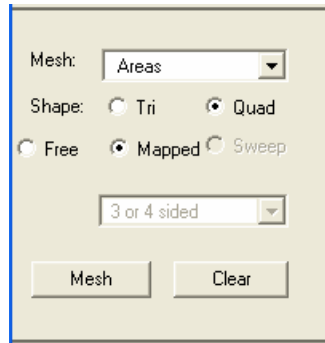 Mesh: Areas
Shape: Tri Quad
Free Mapped Sweep
3 or 4 sided
Mesh Clear